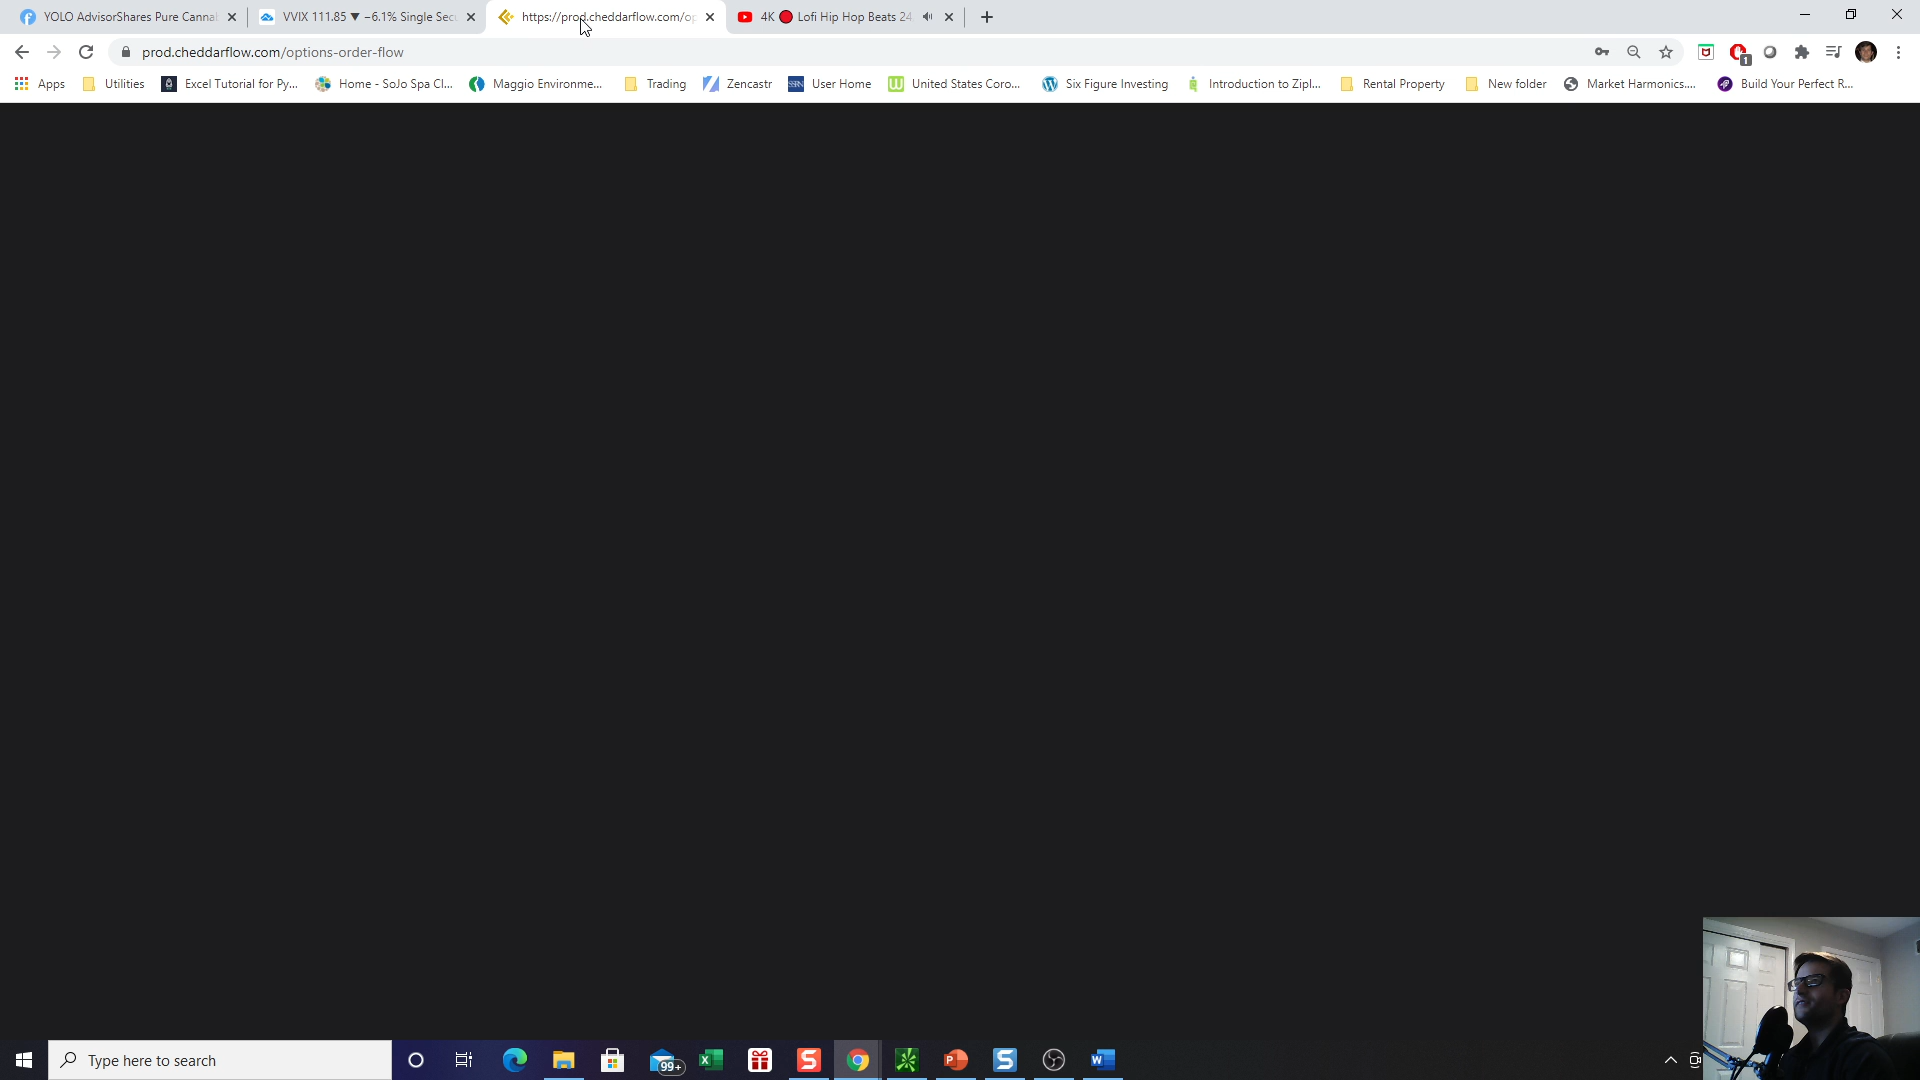 YOLO AdvisorShares Pure Canna
VVIX 111.85 ▼ −6.1% Single Sec
https://prod.cheddarflow.com/op
4K 🔴 Lofi Hip Hop Beats 24
prod.cheddarflow.com/options-order-flow
1
Apps
Utilities
Excel Tutorial for Py...
Home - SoJo Spa Cl...
Maggio Environme...
Trading
Zencastr
User Home
United States Coro...
Six Figure Investing
Introduction to Zipl...
Rental Property
New folder
Market Harmonics....
Build Your Perfect R...
Type here to search
99+